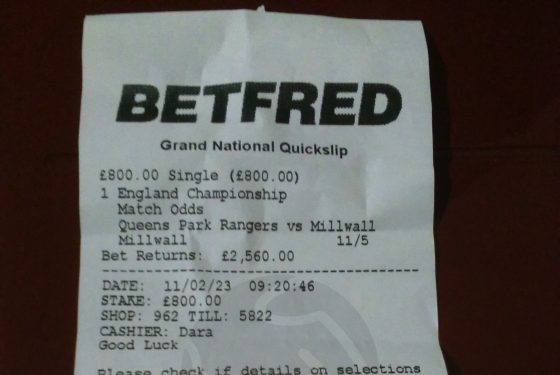 BETFRED
Grand National Quickslip
£800.00 Single (£800.00)
1 England Championship
Match Odds
Queens Park Rangers vs Millwall
Millwall 11/5
Bet Returns: £2,560.00
----------------------------------------
DATE: 11/02/23 09:20:46
STAKE: £800.00
SHOP: 962 TILL: 5822
CASHIER: Dara
Good Luck
Please check if details on selections